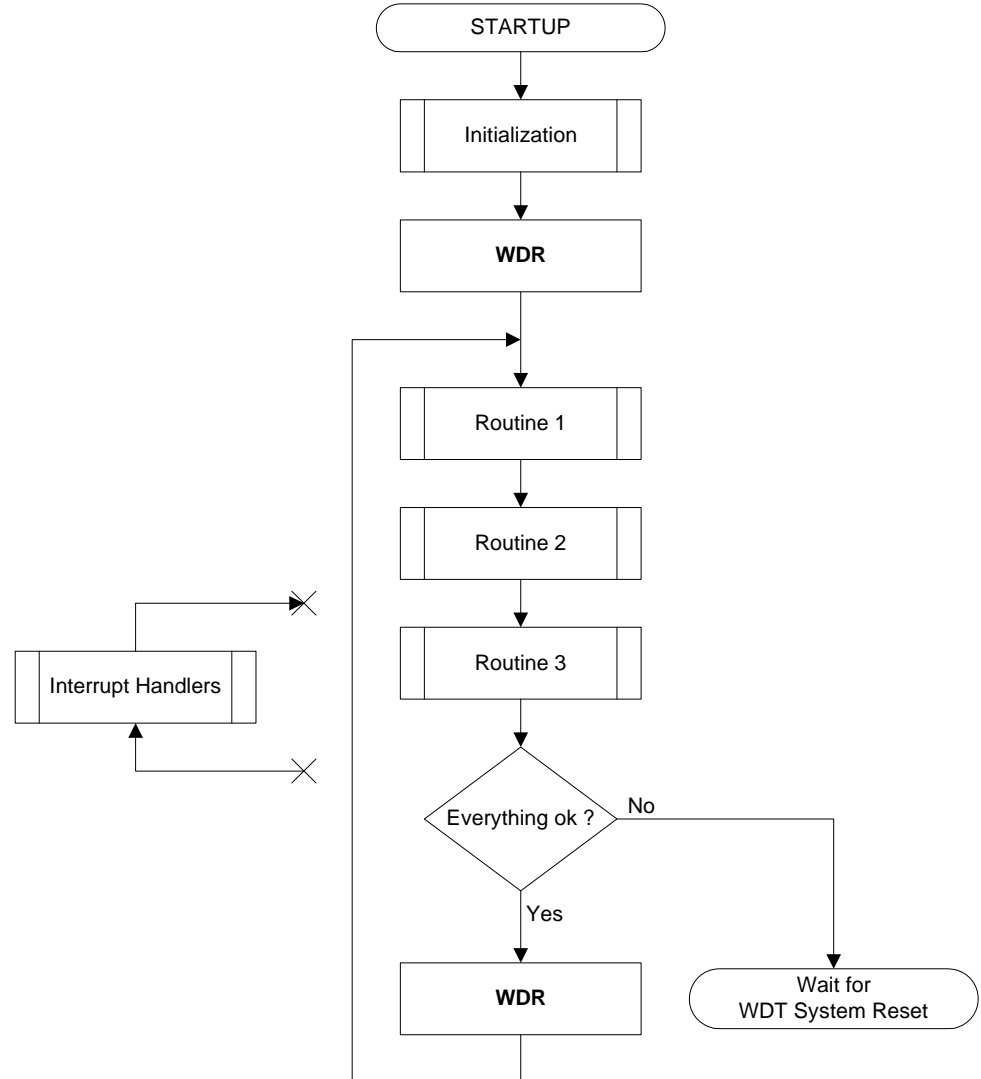 STARTUP
Initialization
WDR
Routine 1
Routine 2
Routine 3
Interrupt Handlers
Everything ok ?
No
Yes
WDR
Wait for
WDT System Reset